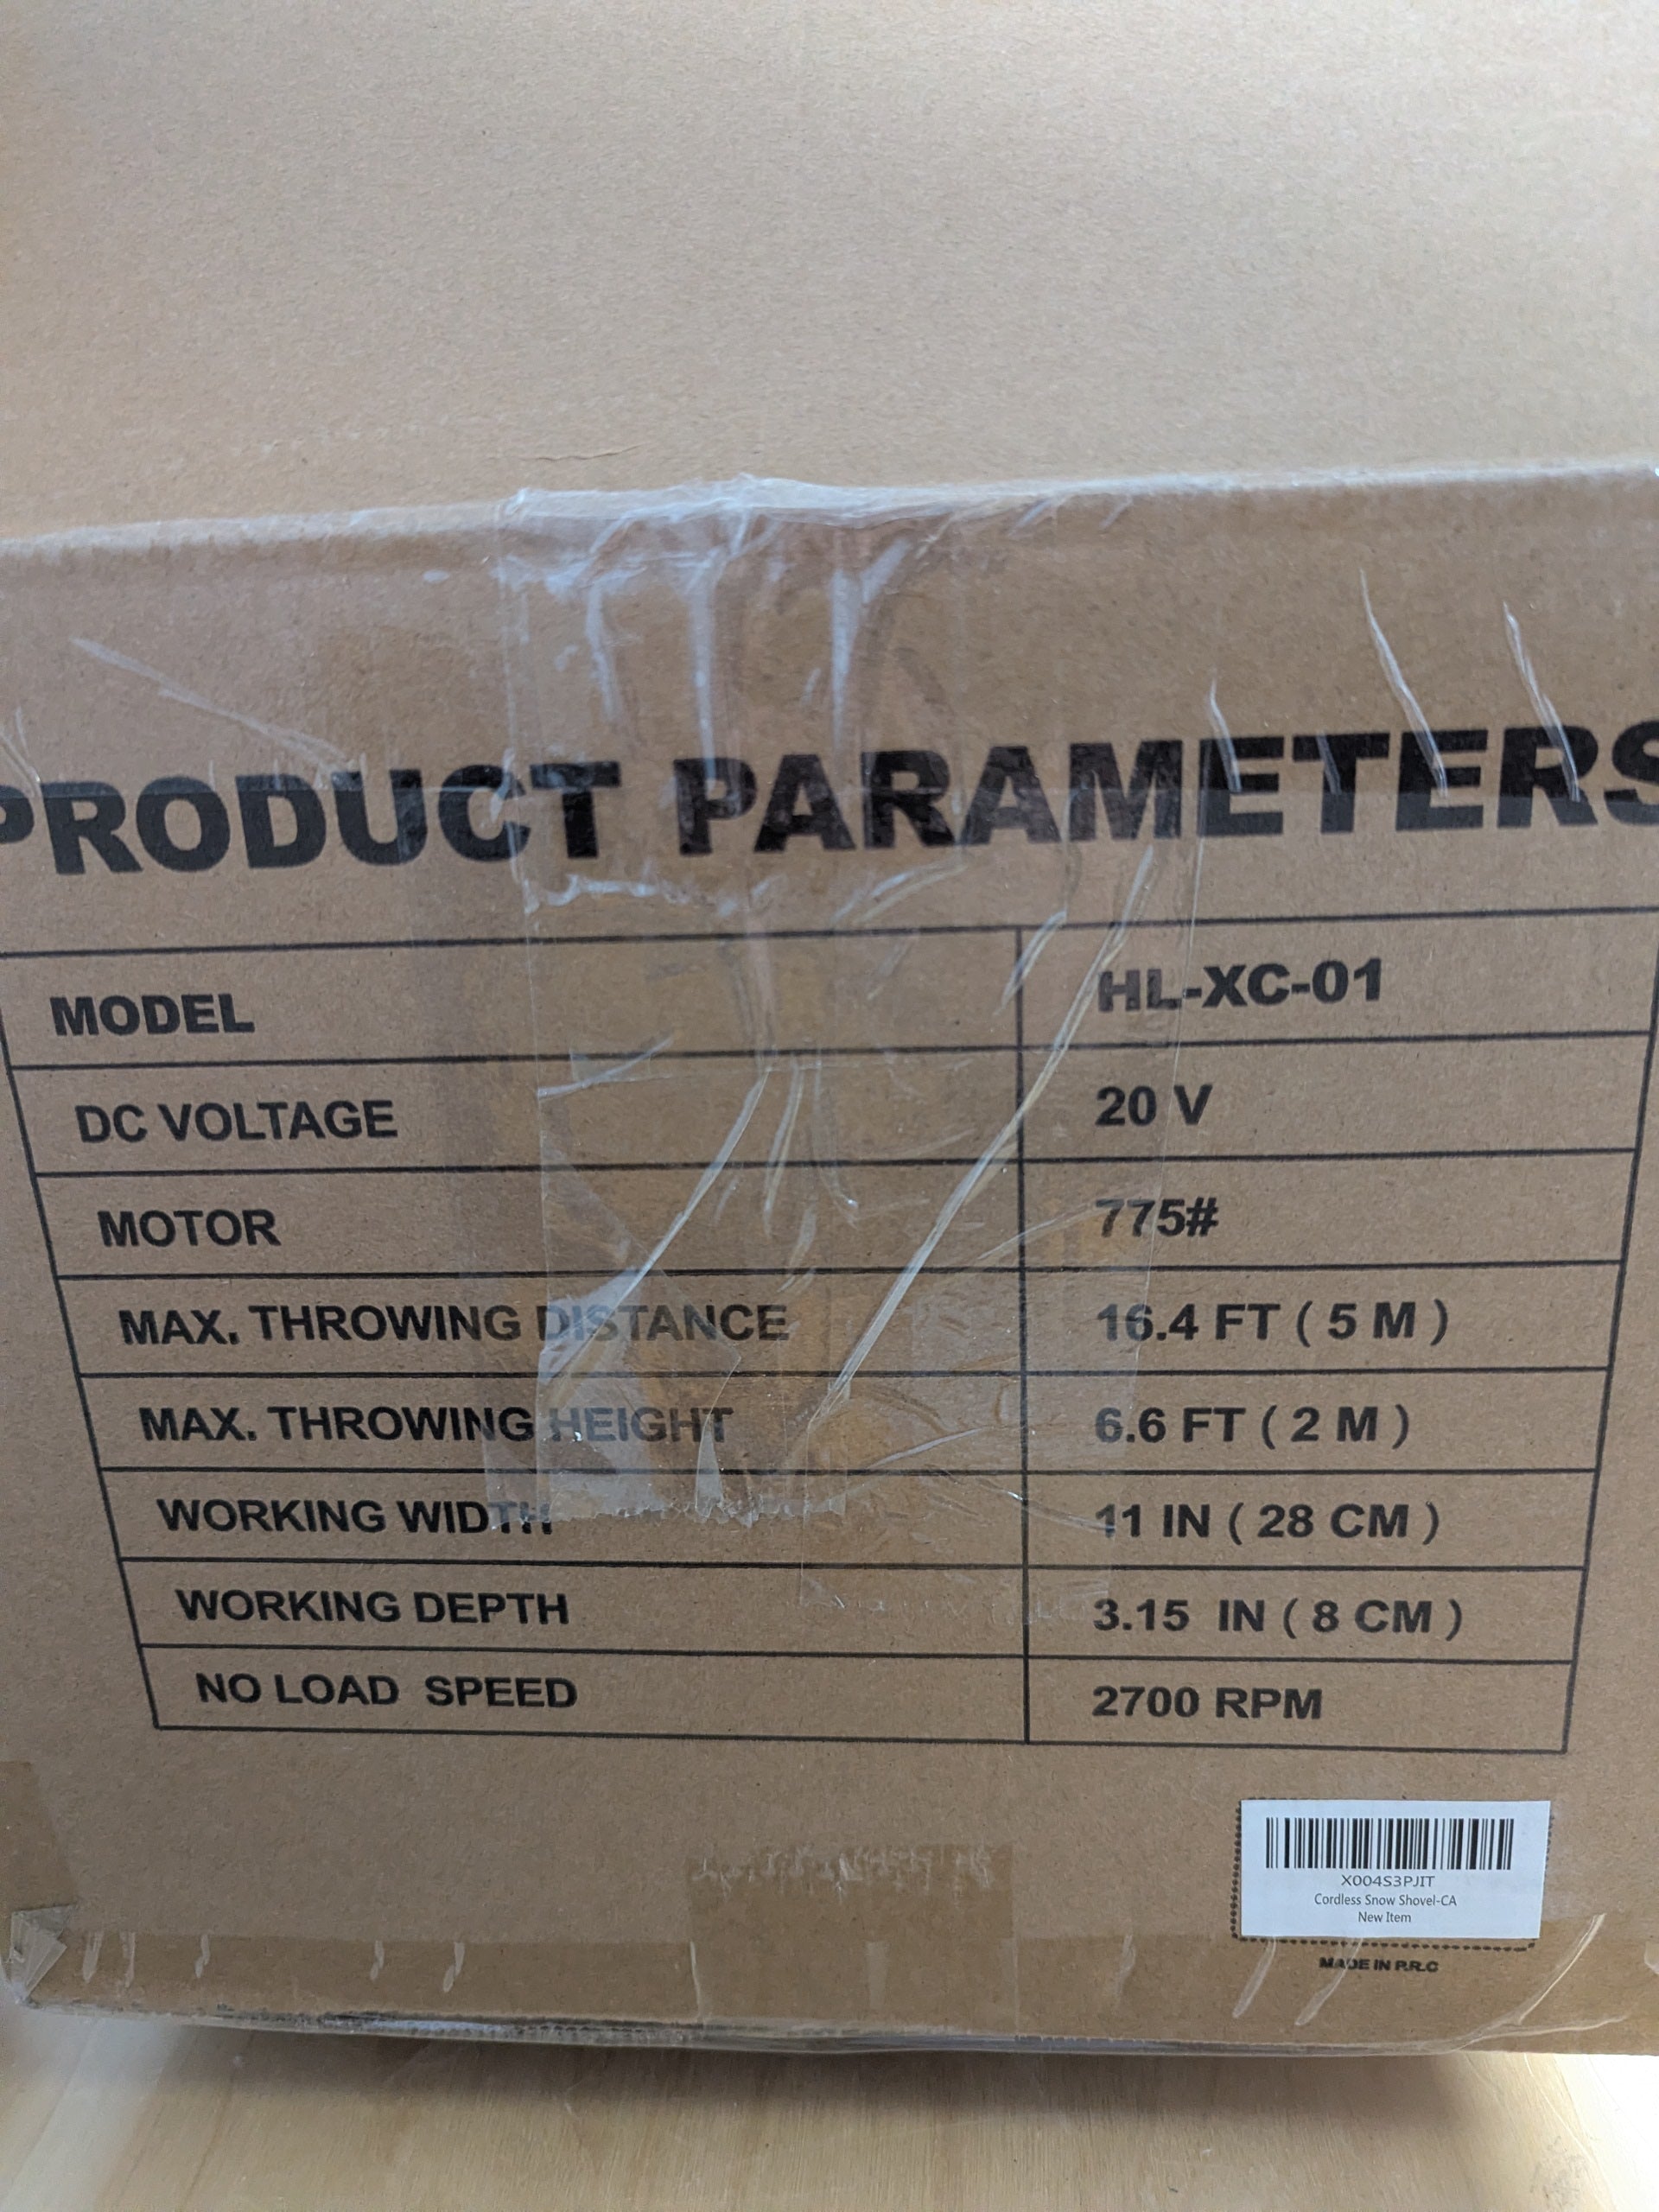 PRODUCT PARAMETERS
MODEL HL-XC-01
DC VOLTAGE 20 V
MOTOR 775#
MAX. THROWING DISTANCE 16.4 FT ( 5 M )
MAX. THROWING HEIGHT 6.6 FT ( 2 M )
WORKING WIDTH 11 IN ( 28 CM )
WORKING DEPTH 3.15 IN ( 8 CM )
NO LOAD SPEED 2700 RPM
X004S3PJIT
Cordless Snow Shovel-CA
New Item
MADE IN P.R.C